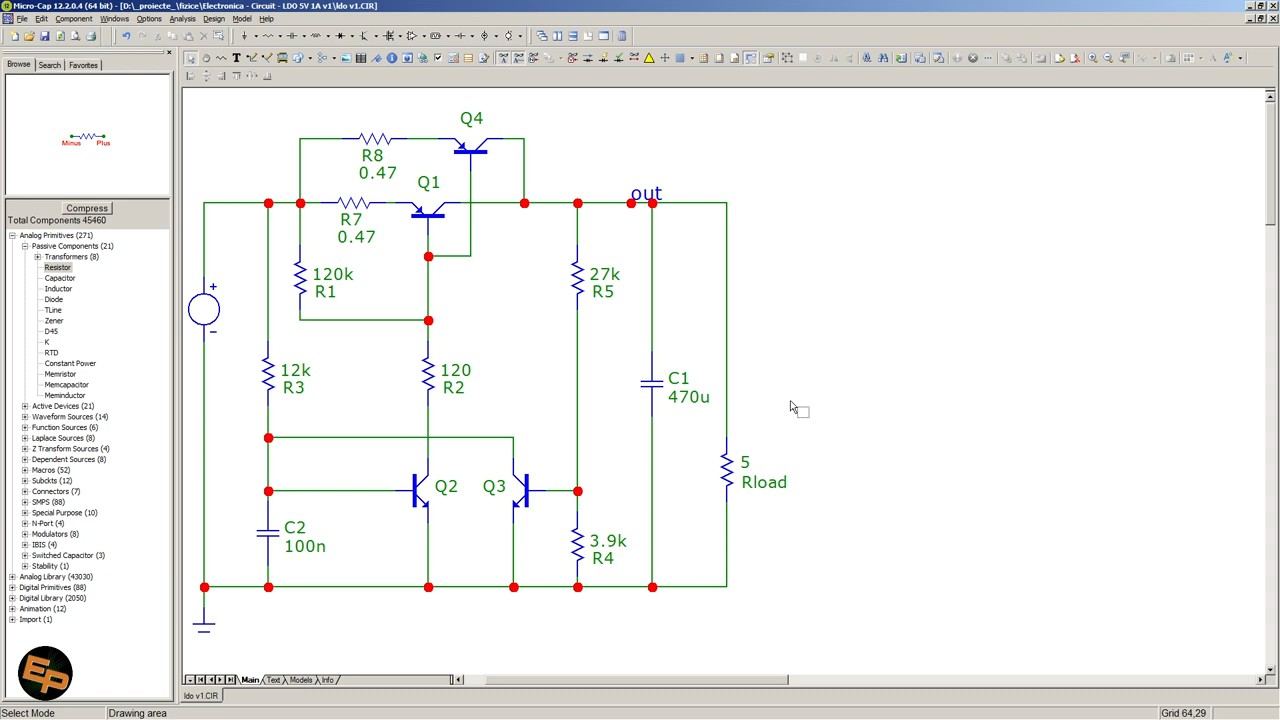 Micro-Cap 12.2.0.4 (64 bit) - [D:\_proiecte_\fizice\Electronica - Circuit - LDO 5V 1A v1\ldo v1.CIR]
File Edit Component Windows Options Analysis Design Model Help
Browse Search Favorites
Minus Plus
Compress
Total Components 45460
Analog Primitives (271)
Passive Components (21)
Transformers (8)
Resistor
Capacitor
Inductor
Diode
TLine
Zener
D45
K
RTD
Constant Power
Memristor
Memcapacitor
Meminductor
Active Devices (21)
Waveform Sources (14)
Function Sources (6)
Laplace Sources (8)
Z Transform Sources (4)
Dependent Sources (8)
Macros (52)
Subckts (12)
Connectors (7)
SMPS (88)
Special Purpose (10)
N-Port (4)
Modulators (8)
IBIS (4)
Switched Capacitor (3)
Stability (1)
Analog Library (43030)
Digital Primitives (88)
Digital Library (2050)
Animation (12)
Import (1)
EP
Q4
R8
0.47
Q1
out
R7
0.47
120k
R1
27k
R5
12k
R3
120
R2
C1
470u
+
-
Q2
Q3
5
Rload
C2
100n
3.9k
R4
Main Text Models Info
ldo v1.CIR
Select Mode Drawing area Grid 64,29